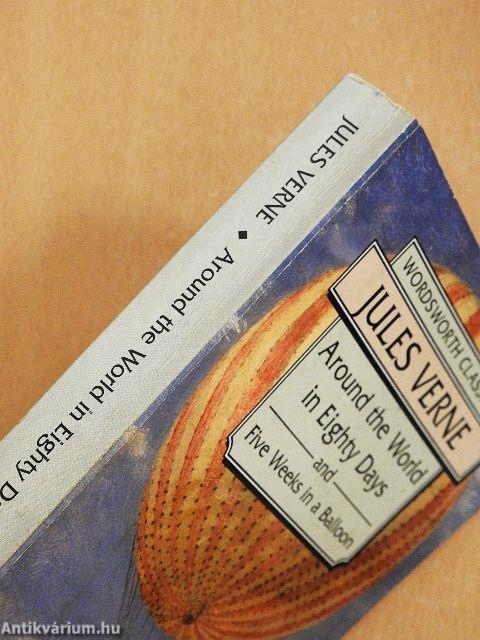 JULES VERNE ◆ Around the World in Eighty D
WORDSWORTH CLAS
JULES VERNE
Around the World
in Eighty Days
and
Five Weeks in a Balloon
Antikvárium.hu